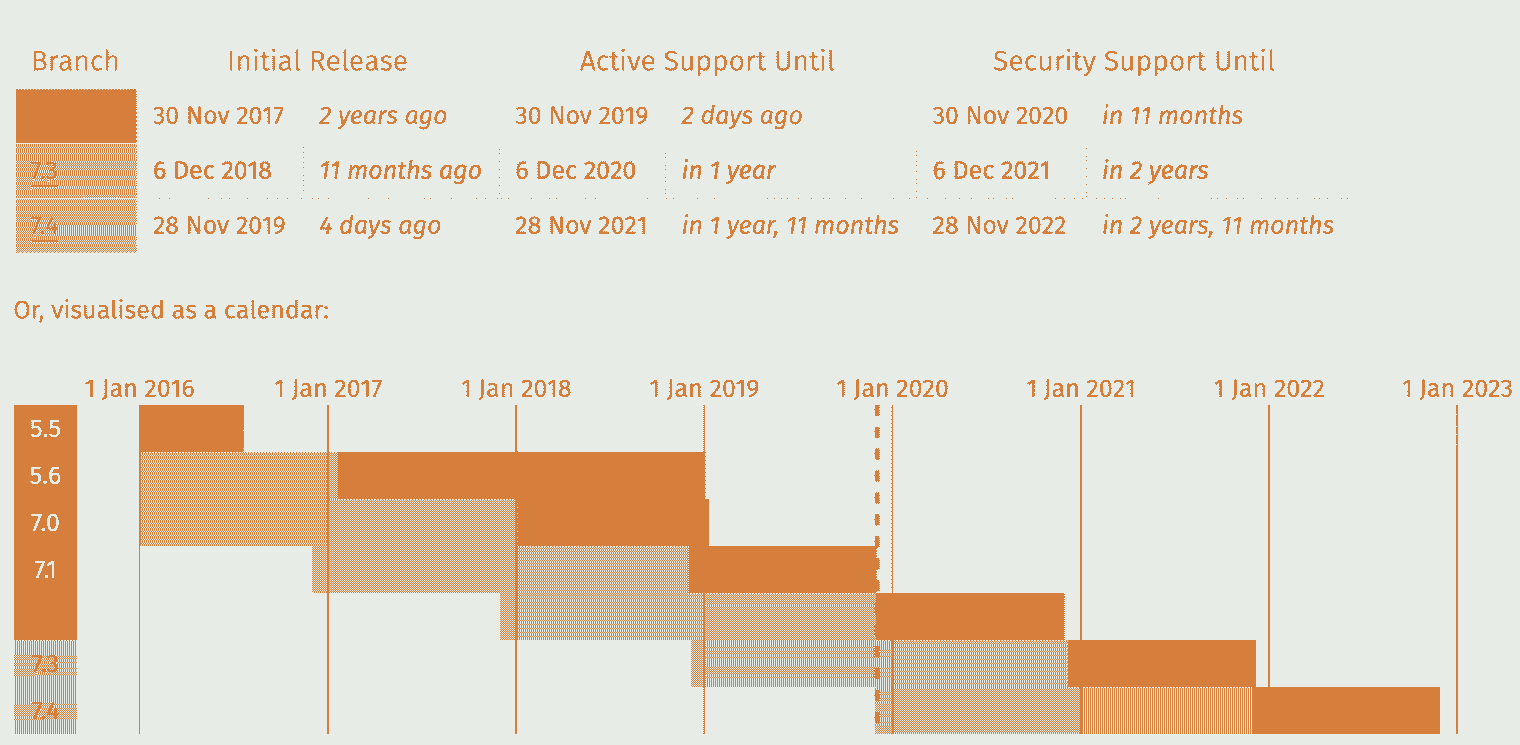 Branch Initial Release Active Support Until Security Support Until
30 Nov 2017 2 years ago 30 Nov 2019 2 days ago 30 Nov 2020 in 11 months
7.3 6 Dec 2018 11 months ago 6 Dec 2020 in 1 year 6 Dec 2021 in 2 years
7.4 28 Nov 2019 4 days ago 28 Nov 2021 in 1 year, 11 months 28 Nov 2022 in 2 years, 11 months
Or, visualised as a calendar:
1 Jan 2016 1 Jan 2017 1 Jan 2018 1 Jan 2019 1 Jan 2020 1 Jan 2021 1 Jan 2022 1 Jan 2023
5.5
5.6
7.0
7.1
7.3
7.4